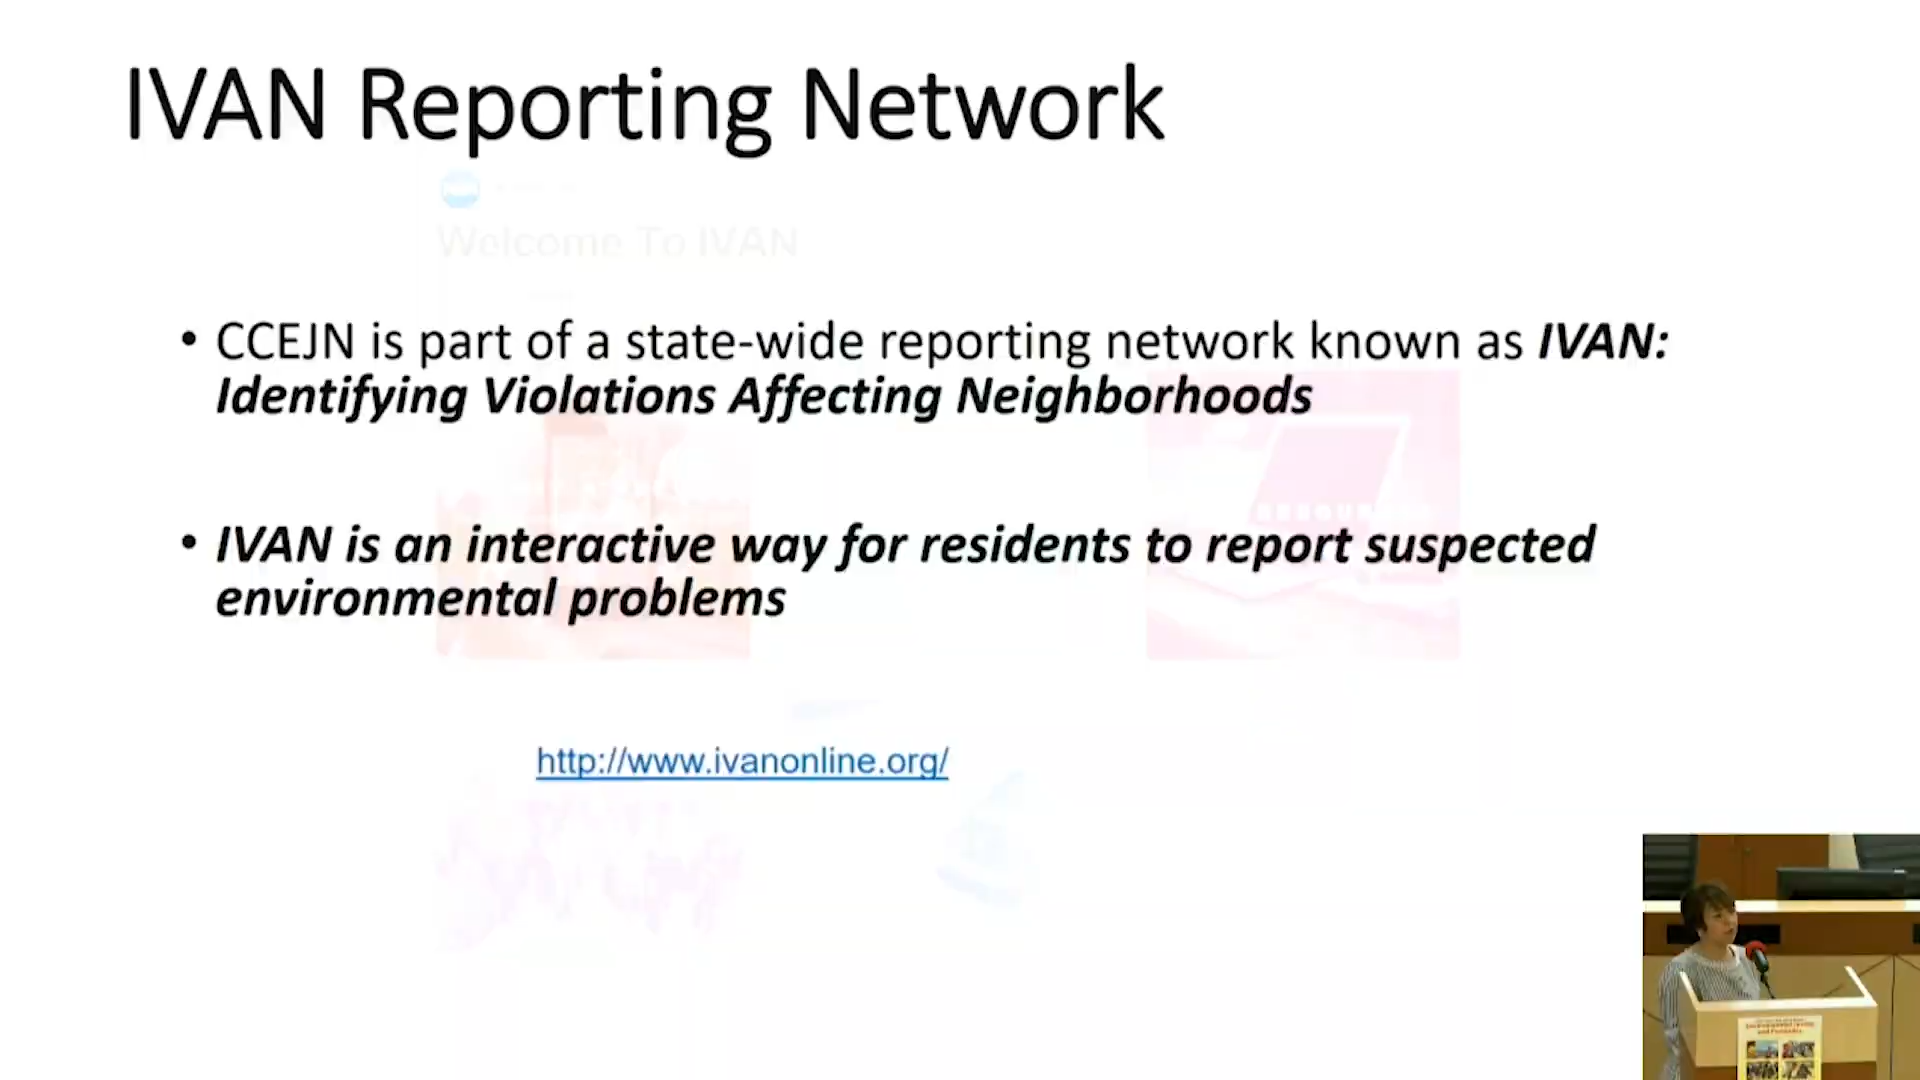 IVAN Reporting Network
Welcome To IVAN
• CCEJN is part of a state-wide reporting network known as IVAN:
Identifying Violations Affecting Neighborhoods
• IVAN is an interactive way for residents to report suspected
environmental problems
http://www.ivanonline.org/